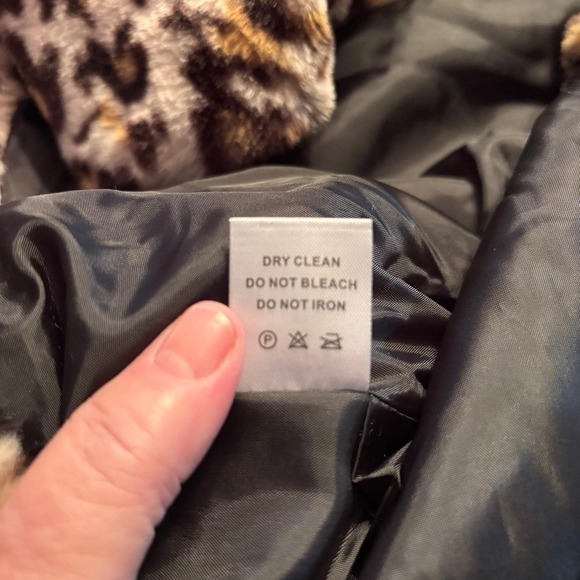 DRY CLEAN
DO NOT BLEACH
DO NOT IRON
P